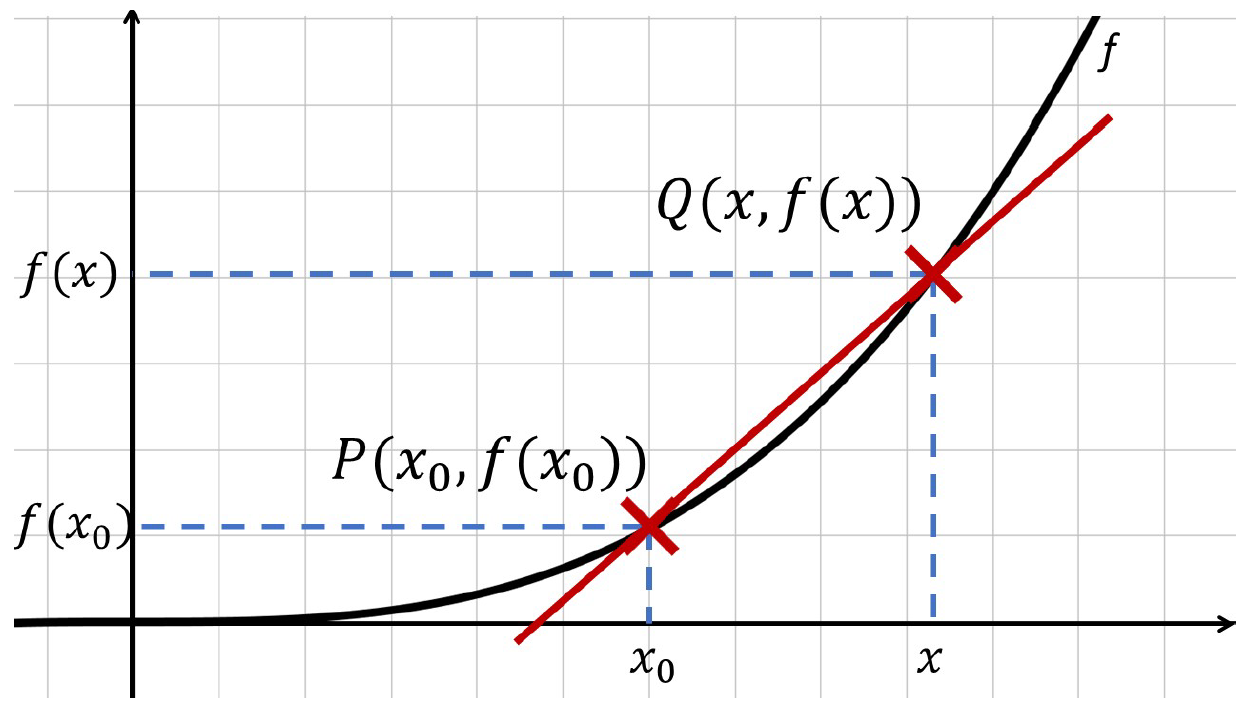 f
Q(x, f(x))
f(x)
P(x₀, f(x₀))
f(x₀)
x₀
x